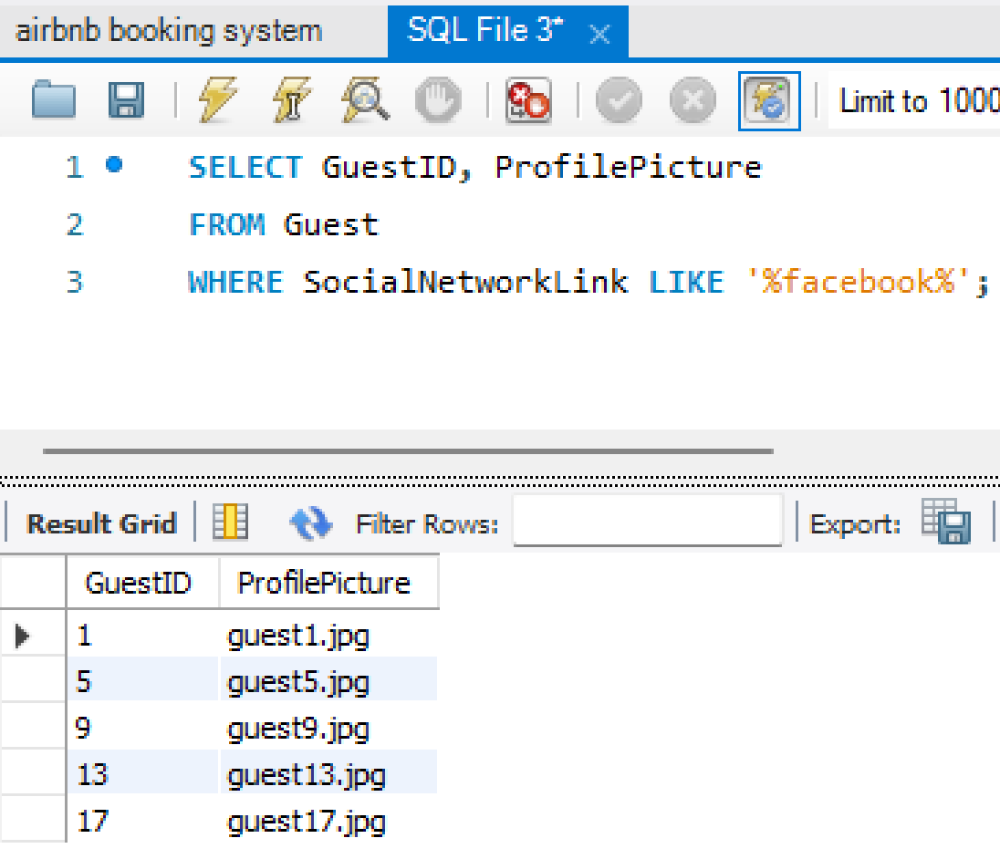 airbnb booking system SQL File 3* ×
Limit to 1000
1 SELECT GuestID, ProfilePicture
2 FROM Guest
3 WHERE SocialNetworkLink LIKE '%facebook%';
Result Grid Filter Rows: Export:
GuestID ProfilePicture
1 guest1.jpg
5 guest5.jpg
9 guest9.jpg
13 guest13.jpg
17 guest17.jpg